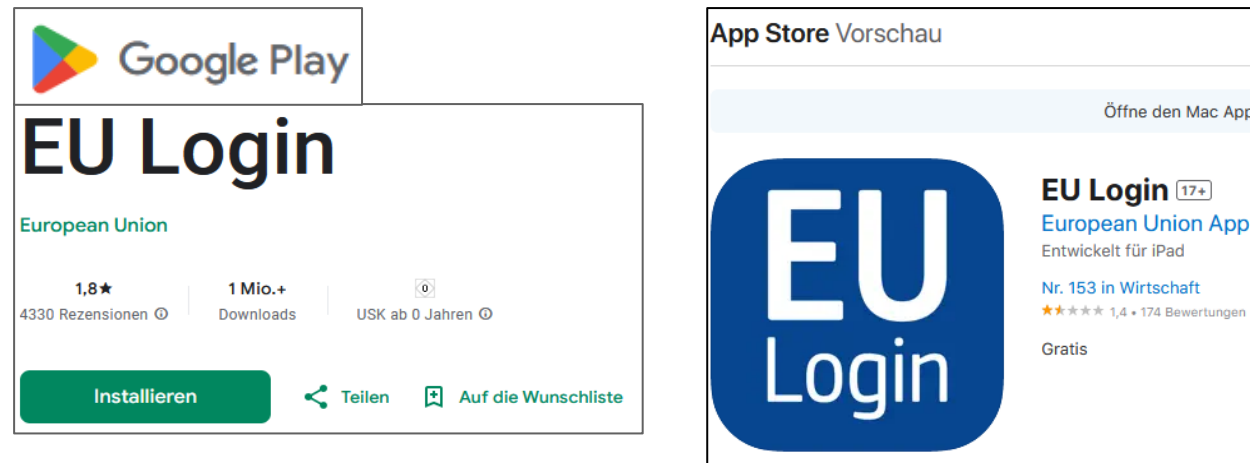 Google Play
EU Login
European Union
1,8★
4330 Rezensionen
1 Mio.+
Downloads
0
USK ab 0 Jahren
Installieren
Teilen
Auf die Wunschliste
App Store Vorschau
Öffne den Mac App
EU
Login
EU Login 17+
European Union App
Entwickelt für iPad
Nr. 153 in Wirtschaft
1,4 • 174 Bewertungen
Gratis